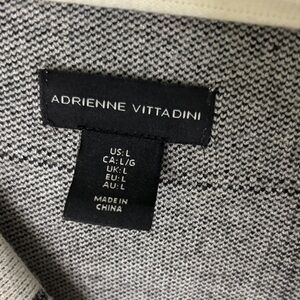 ADRIENNE VITTADINI
US:L
CA:L/G
UK:L
EU:L
AU:L
MADE IN
CHINA